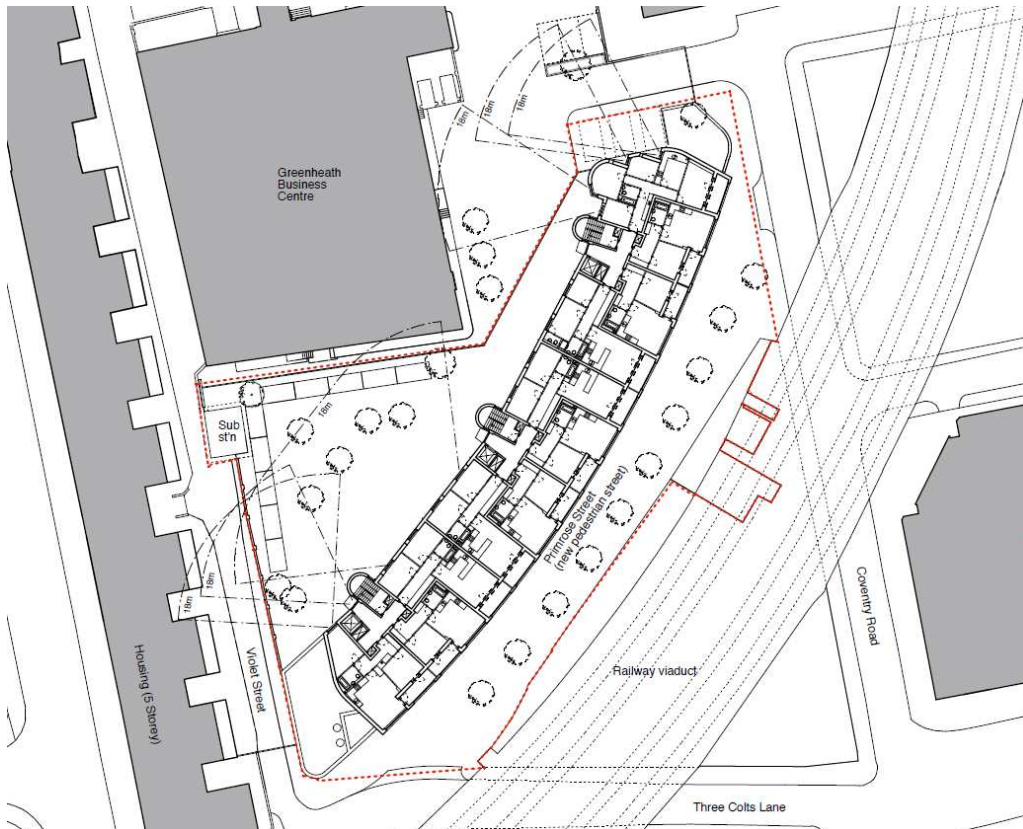 18m
18m
18m
Greenheath
Business
Centre
18m
Sub
st'n
Primrose Street
(new pedestrian street)
18m
18m
Coventry Road
Housing (5 Storey)
Violet Street
Railway viaduct
Three Colts Lane